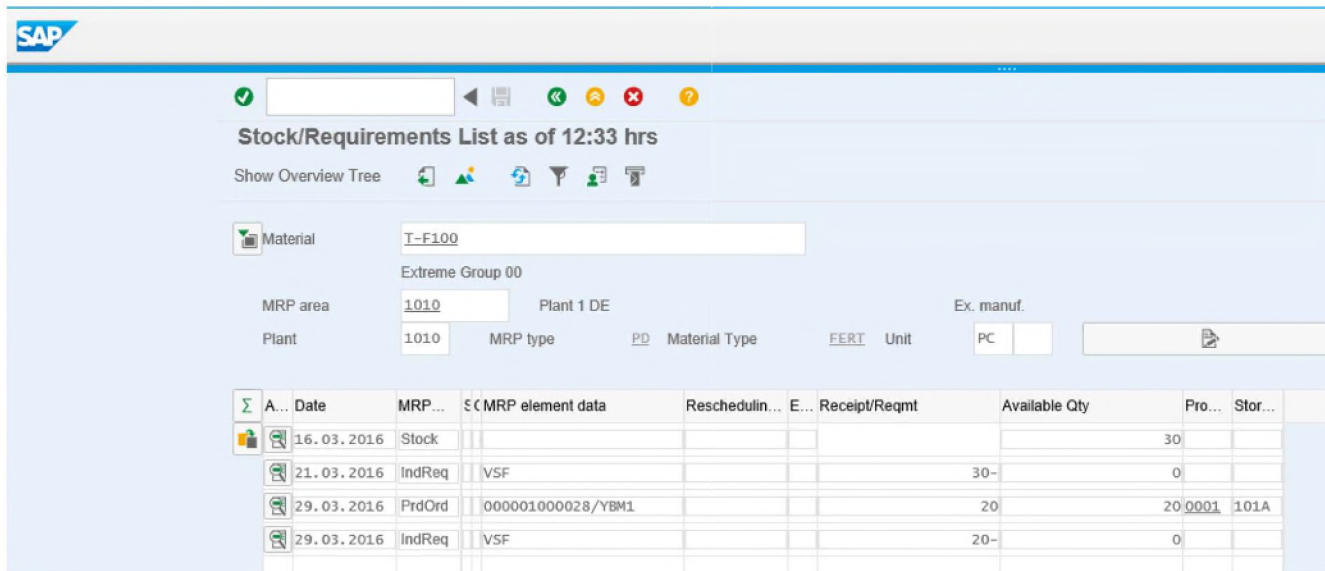 SAP
Stock/Requirements List as of 12:33 hrs
Show Overview Tree
Material T-F100
Extreme Group 00
MRP area 1010 Plant 1 DE Ex. manuf.
Plant 1010 MRP type PD Material Type FERT Unit PC
Σ A... Date MRP... MRP element data Reschedulin... E... Receipt/Reqmt Available Qty Pro... Stor...
16.03.2016 Stock 30
21.03.2016 IndReq VSF 30- 0
29.03.2016 PrdOrd 000001000028/YBM1 20 20 0001 101A
29.03.2016 IndReq VSF 20- 0